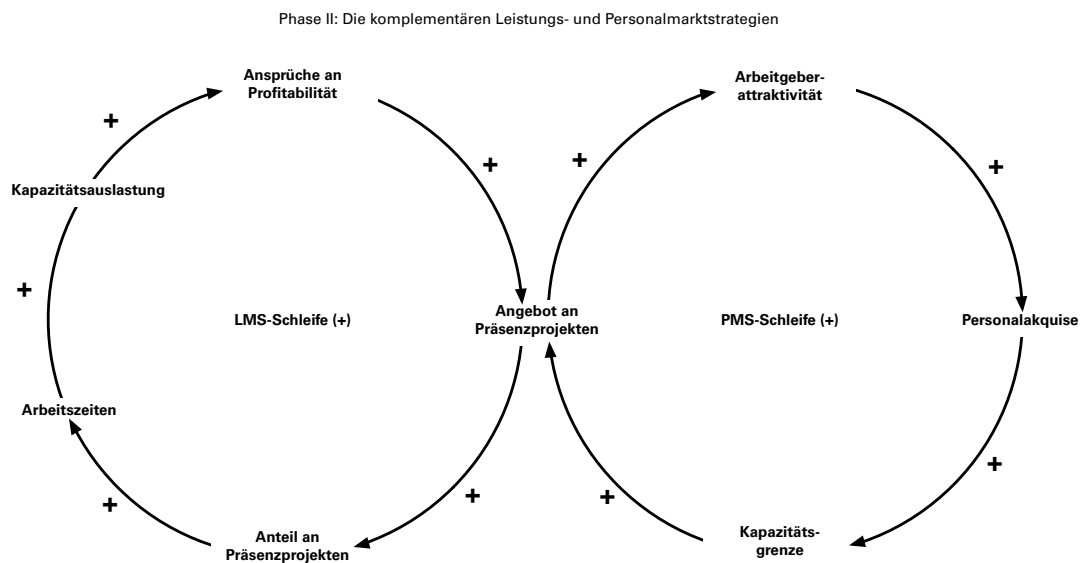 Phase II: Die komplementären Leistungs- und Personalmarktstrategien
Ansprüche an
Profitabilität
Arbeitgeber-
attraktivität
+
+
+
+
Kapazitätsauslastung
+
LMS-Schleife (+)
Angebot an
Präsenzprojekten
PMS-Schleife (+)
Personalakquise
Arbeitszeiten
+
+
+
+
Anteil an
Präsenzprojekten
Kapazitäts-
grenze